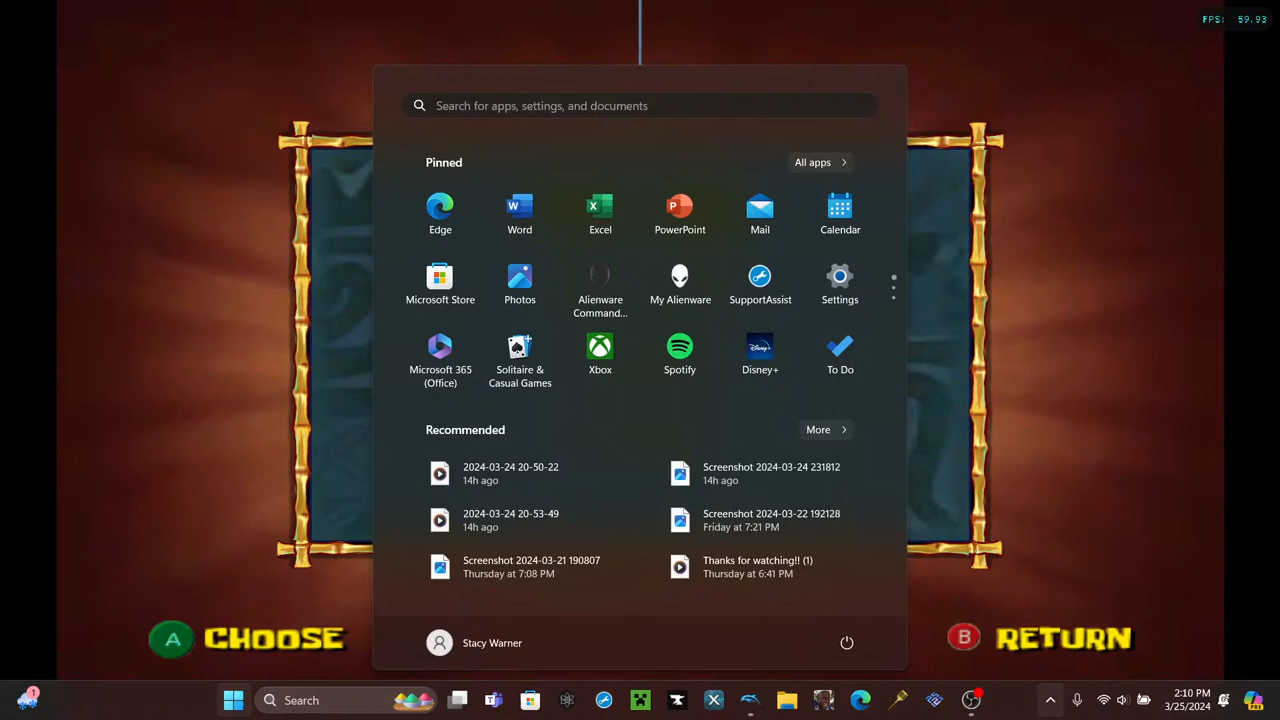 FPS: 59.93
Search for apps, settings, and documents
Pinned
All apps
Edge
Word
Excel
PowerPoint
Mail
Calendar
Microsoft Store
Photos
Alienware
Command...
My Alienware
SupportAssist
Settings
Microsoft 365
(Office)
Solitaire &
Casual Games
Xbox
Spotify
Disney+
To Do
Recommended
More
2024-03-24 20-50-22
14h ago
Screenshot 2024-03-24 231812
14h ago
2024-03-24 20-53-49
14h ago
Screenshot 2024-03-22 192128
Friday at 7:21 PM
Screenshot 2024-03-21 190807
Thursday at 7:08 PM
Thanks for watching!! (1)
Thursday at 6:41 PM
A CHOOSE
B RETURN
Stacy Warner
1
Search
2:10 PM
3/25/2024
PRE